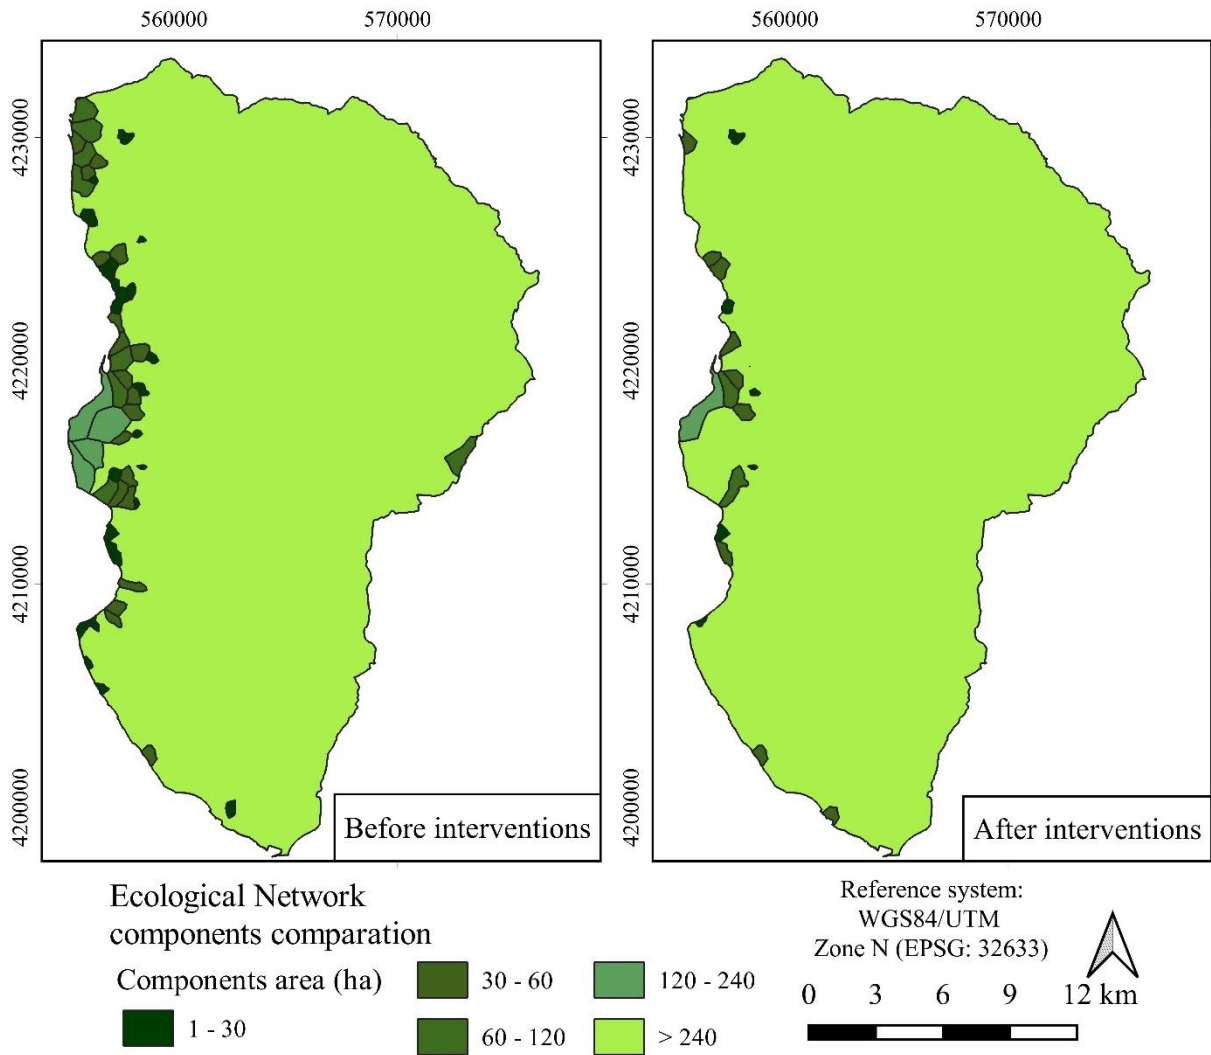 560000 570000 560000 570000
4230000 4230000
4220000 4220000
4210000 4210000
4200000 4200000
Before interventions After interventions
Ecological Network
components comparation
Components area (ha)
1 - 30
30 - 60
60 - 120
120 - 240
> 240
Reference system:
WGS84/UTM
Zone N (EPSG: 32633)
0 3 6 9 12 km